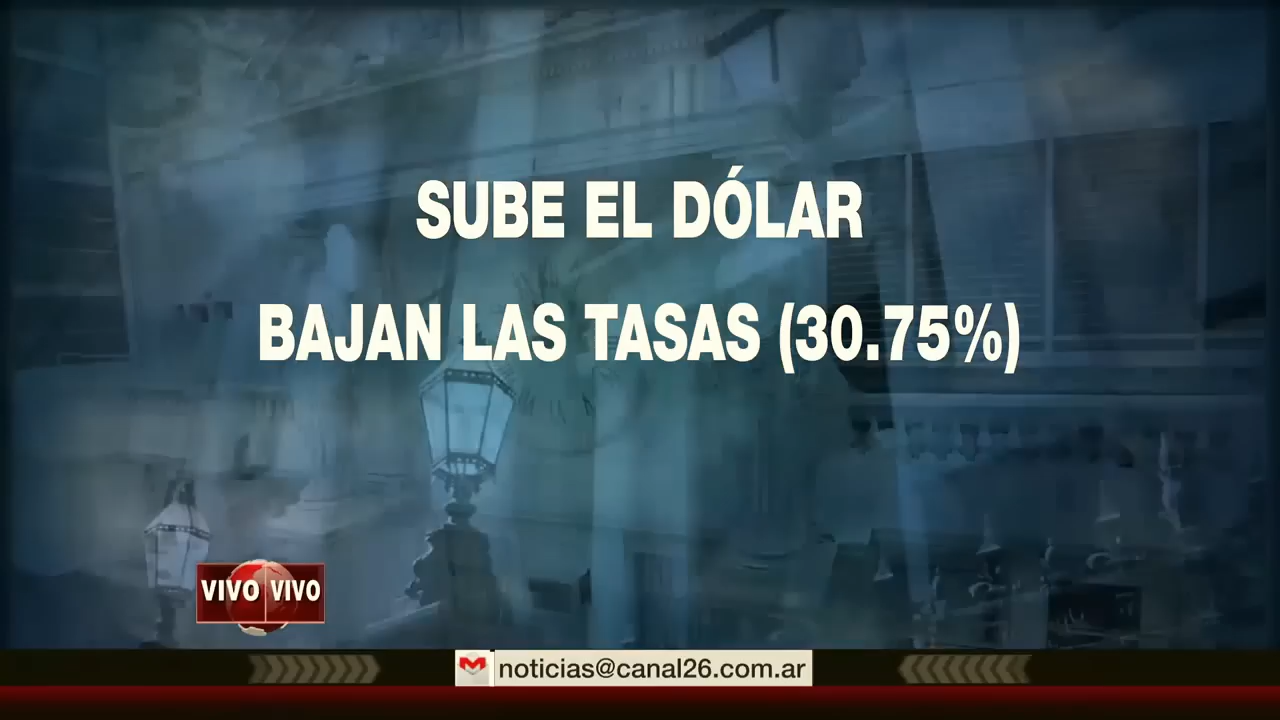 SUBE EL DÓLAR
BAJAN LAS TASAS (30.75%)
VIVO VIVO
noticias@canal26.com.ar